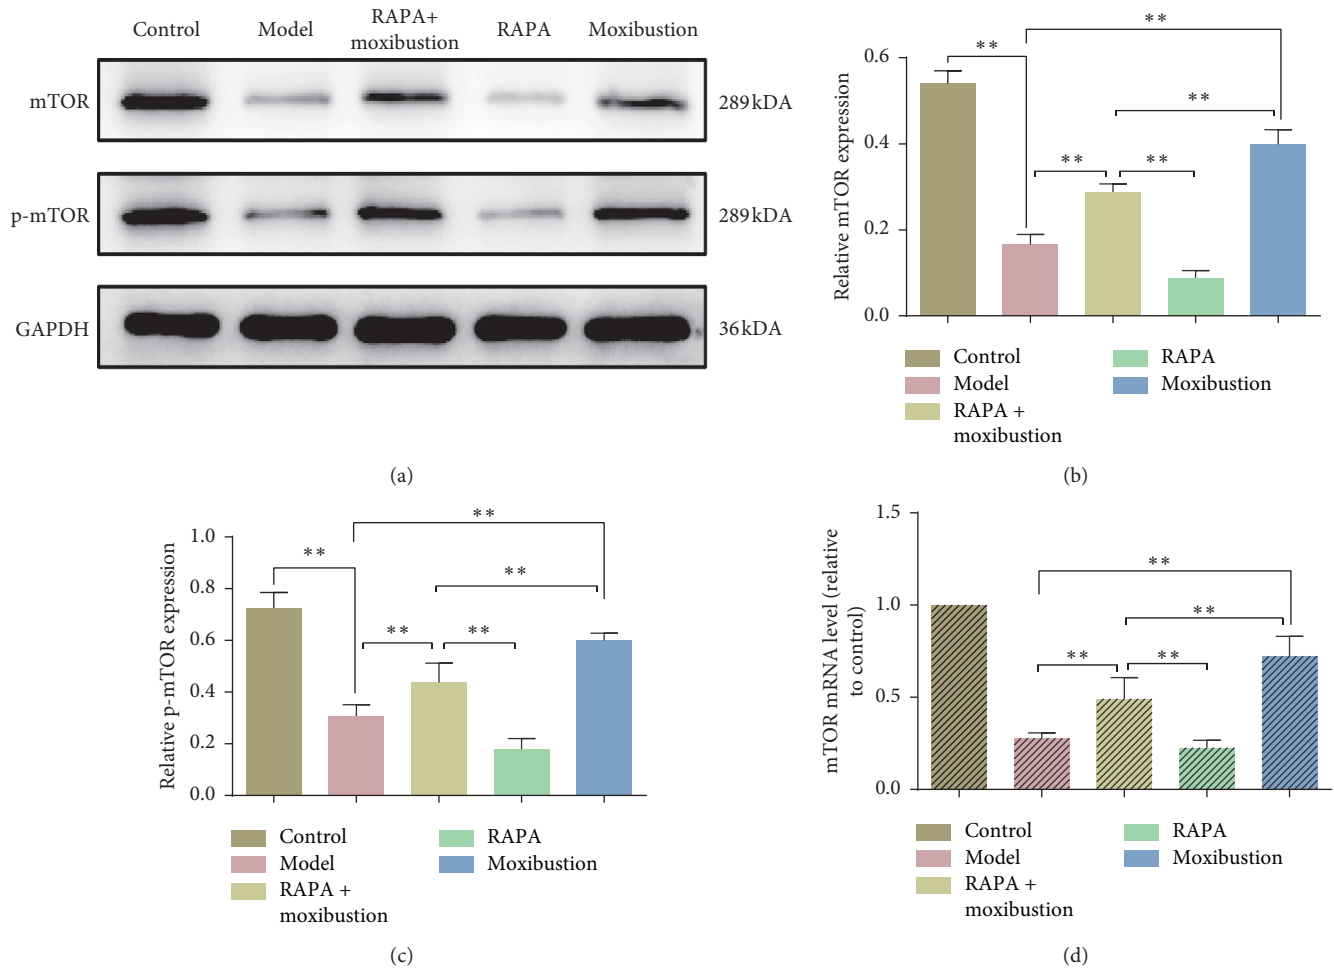 Control
Model
RAPA+
moxibustion
RAPA
Moxibustion
mTOR
289kDA
p-mTOR
289kDA
GAPDH
36kDA
(a)
Relative mTOR expression
0.6
0.4
0.2
0.0
**
**
**
**
**
Control
Model
RAPA +
moxibustion
RAPA
Moxibustion
(b)
Relative p-mTOR expression
1.0
0.8
0.6
0.4
0.2
0.0
**
**
**
**
**
Control
Model
RAPA +
moxibustion
RAPA
Moxibustion
(c)
mTOR mRNA level (relative
to control)
1.5
1.0
0.5
0.0
**
**
**
**
Control
Model
RAPA +
moxibustion
RAPA
Moxibustion
(d)